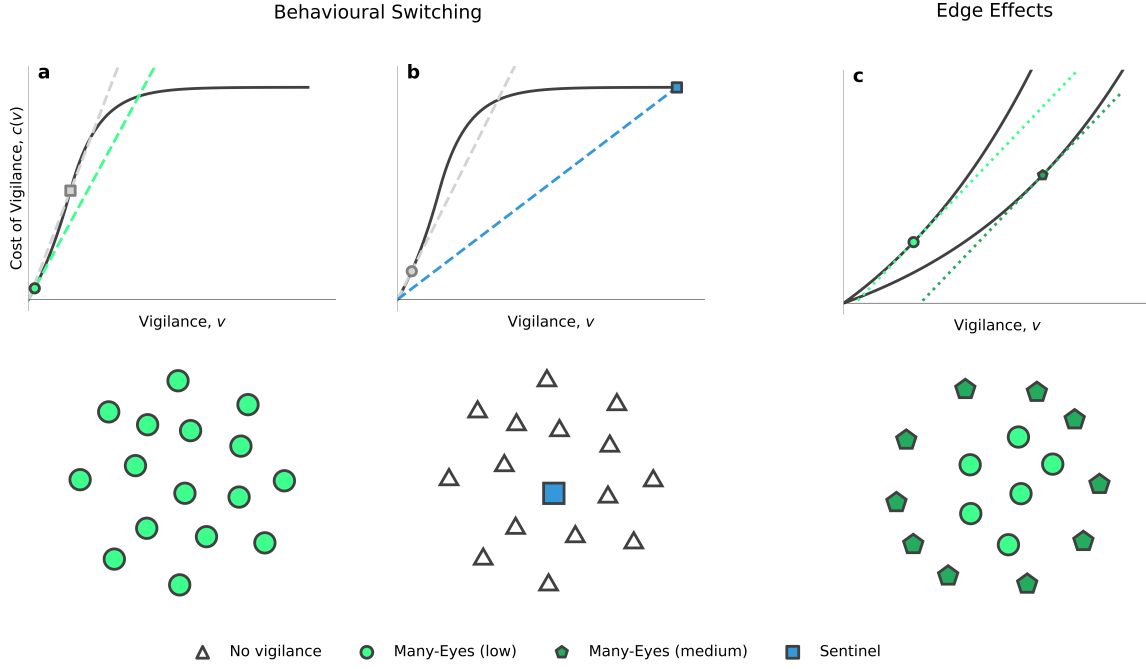 Behavioural Switching
Edge Effects
a
b
c
Cost of Vigilance, c(v)
Vigilance, v
Vigilance, v
Vigilance, v
No vigilance
Many-Eyes (low)
Many-Eyes (medium)
Sentinel